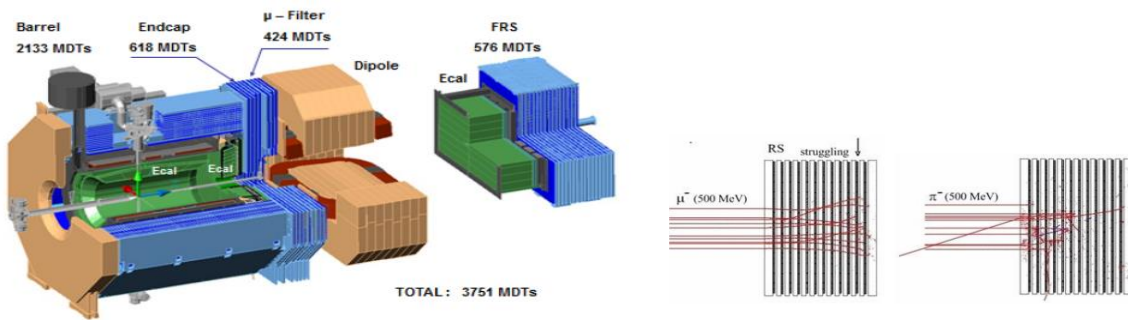 Barrel
2133 MDTs
Endcap
618 MDTs
μ – Filter
424 MDTs
Dipole
Ecal
Ecal
FRS
576 MDTs
Ecal
TOTAL: 3751 MDTs
RS
struggling
μ⁻ (500 MeV)
π⁻ (500 MeV)